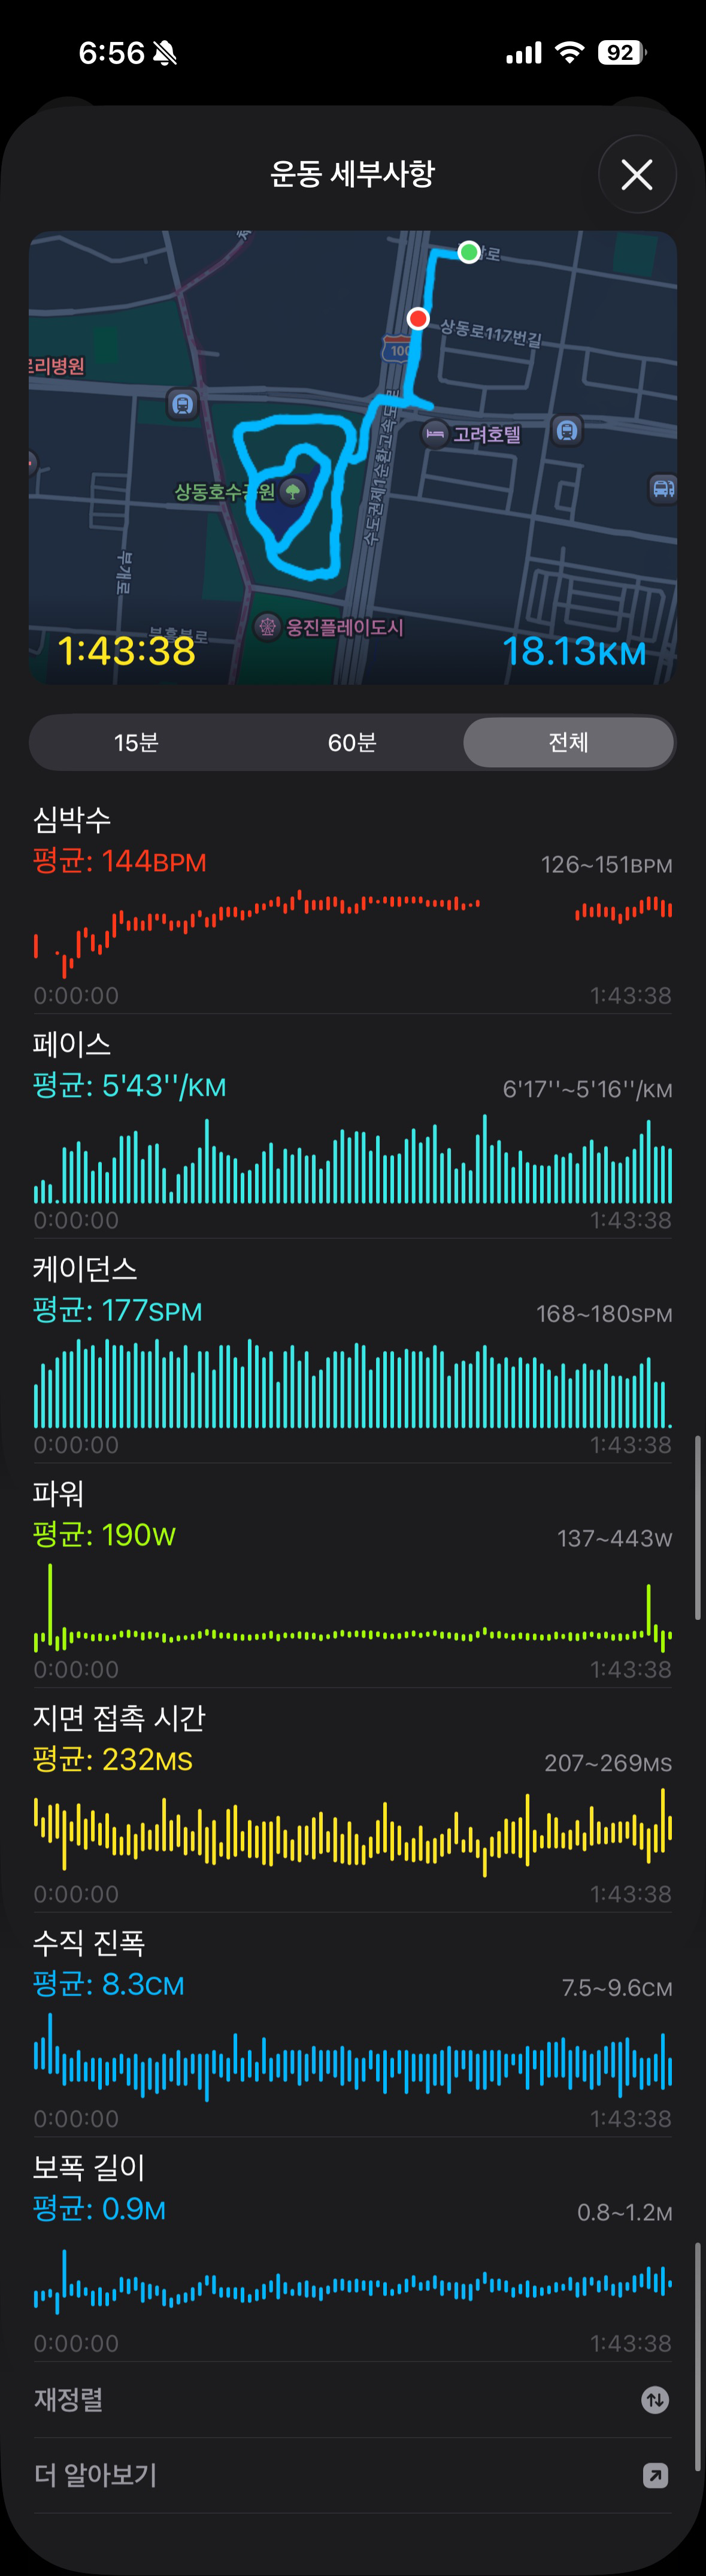 6:56
92
운동 세부사항
상동로117번길
100
고려호텔
상동호수공원
수도권제1순환고속도로
부개로
웅진플레이도시
1:43:38
18.13KM
15분
60분
전체
심박수
평균: 144BPM
126~151BPM
0:00:00
1:43:38
페이스
평균: 5'43''/KM
6'17''~5'16''/KM
0:00:00
1:43:38
케이던스
평균: 177SPM
168~180SPM
0:00:00
1:43:38
파워
평균: 190W
137~443W
0:00:00
1:43:38
지면 접촉 시간
평균: 232MS
207~269MS
0:00:00
1:43:38
수직 진폭
평균: 8.3CM
7.5~9.6CM
0:00:00
1:43:38
보폭 길이
평균: 0.9M
0.8~1.2M
0:00:00
1:43:38
재정렬
더 알아보기